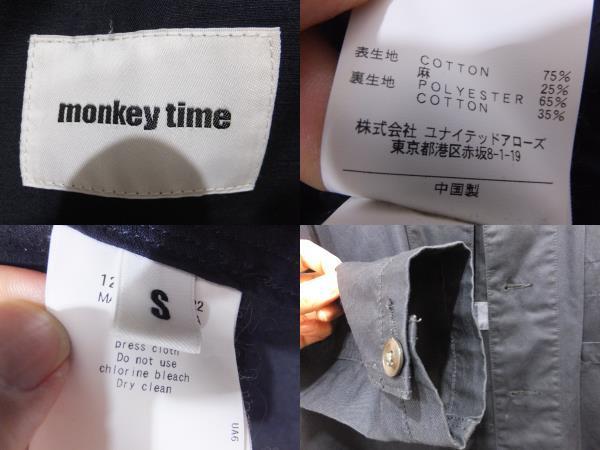 monkey time
表生地 COTTON 75%
麻 25%
裏生地 POLYESTER 65%
COTTON 35%
株式会社 ユナイテッドアローズ
東京都港区赤坂8-1-19
中国製
S
press cloth
Do not use
chlorine bleach
Dry clean
UA6